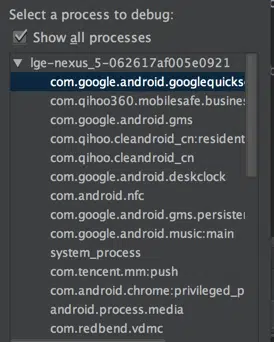 Select a process to debug:
Show all processes
lge-nexus_5-062617af005e0921
com.google.android.googlequickse
com.qihoo360.mobilesafe.busines
com.google.android.gms
com.qihoo.cleandroid_cn:resident
com.qihoo.cleandroid_cn
com.google.android.deskclock
com.android.nfc
com.google.android.gms.persister
com.google.android.music:main
system_process
com.tencent.mm:push
com.android.chrome:privileged_p
android.process.media
com.redbend.vdmc